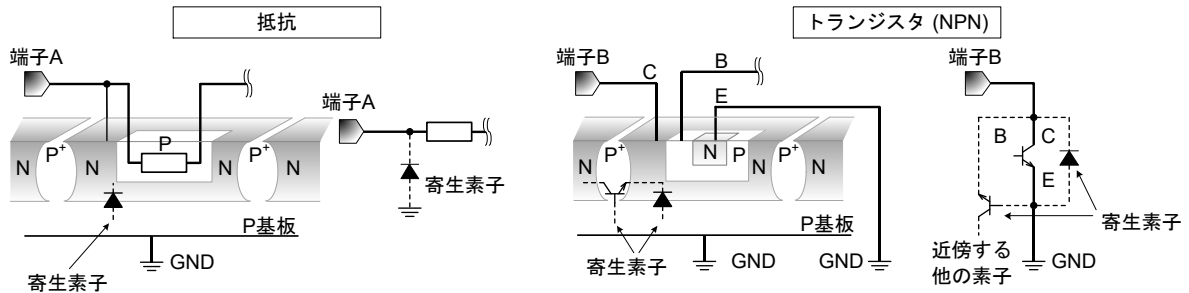 抵抗
トランジスタ (NPN)
端子A
端子A
N
P+
N
P
P+
N
N
寄生素子
P基板
GND
寄生素子
端子B
C
B
E
N
P+
N
N
P
P+
N
N
P基板
寄生素子
GND
GND
端子B
B
C
E
寄生素子
近傍する
他の素子
GND